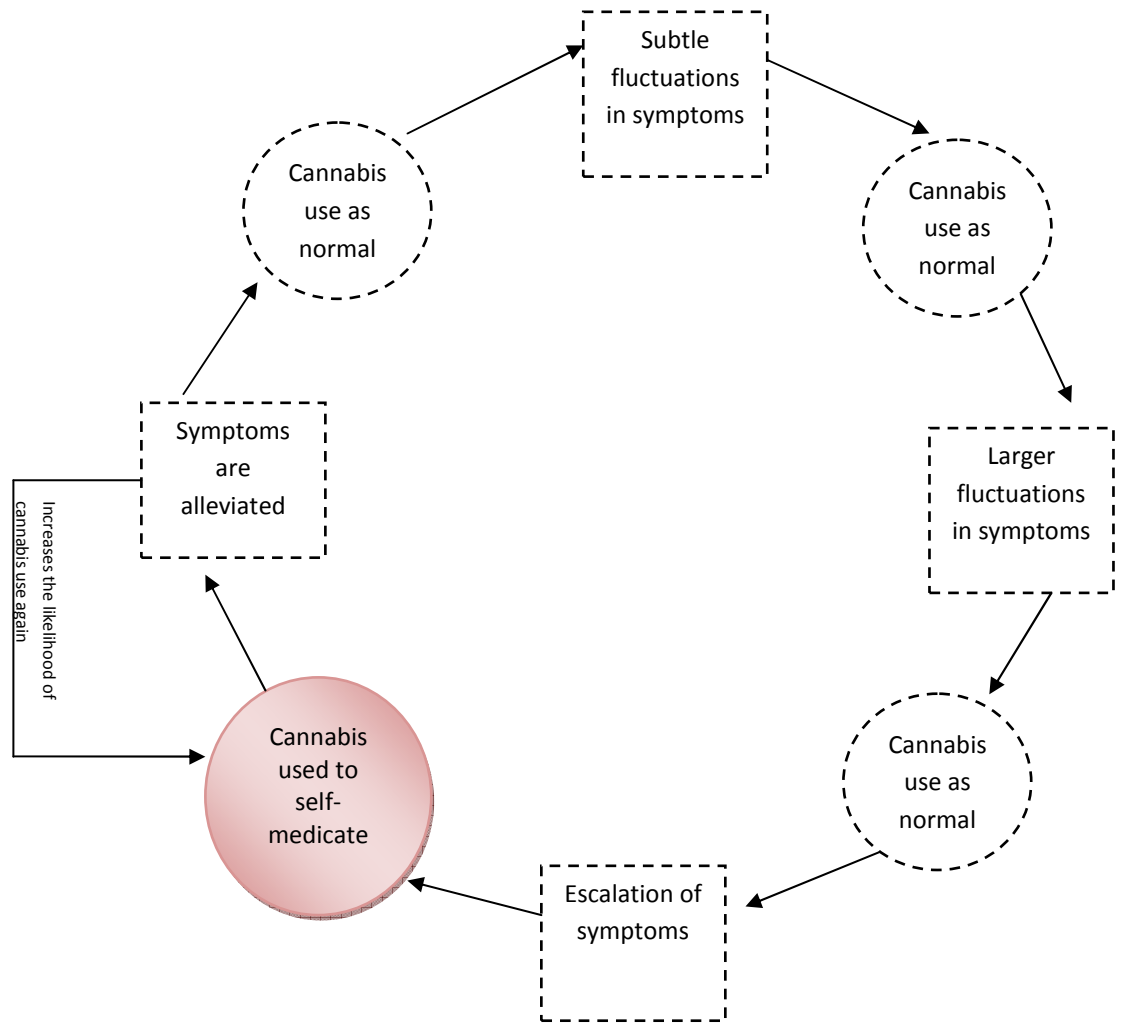 Subtle
fluctuations
in symptoms
Cannabis
use as
normal
Larger
fluctuations
in symptoms
Cannabis
use as
normal
Escalation of
symptoms
Cannabis
used to
self-
medicate
Symptoms
are
alleviated
Increases the likelihood of
cannabis use again
Cannabis
use as
normal